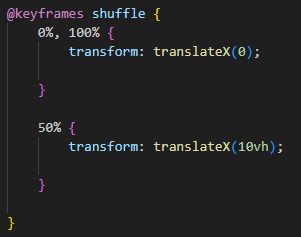 @keyframes shuffle {
0%, 100% {
transform: translateX(0);
}
50% {
transform: translateX(10vh);
}
}